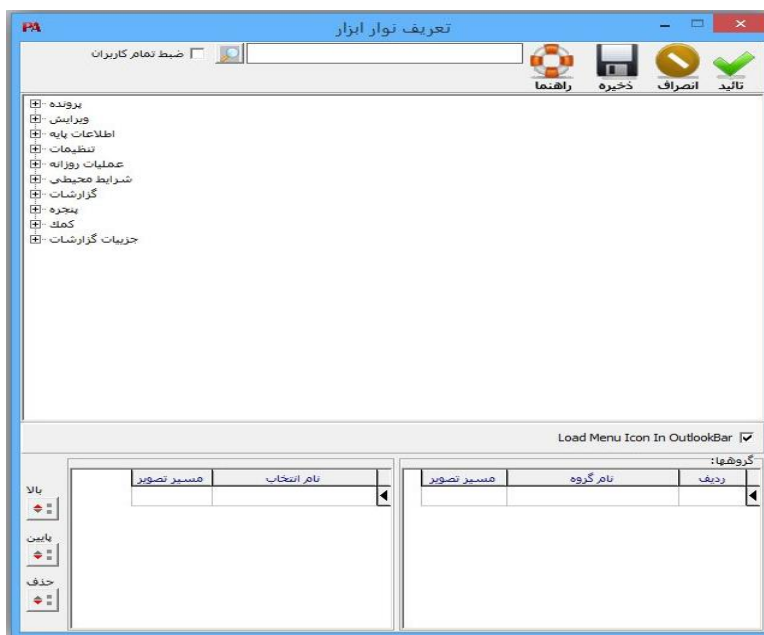 PA
تعریف نوار ابزار
ضبط تمام کاربران
تائید
انصراف
ذخیره
راهنما
پرونده
ویرایش
اطلاعات پایه
تنظیمات
عملیات روزانه
شرایط محیطی
گزارشات
پنجره
کمك
جزییات گزارشات
Load Menu Icon In OutlookBar
گروهها:
ردیف نام گروه مسیر تصویر
نام انتخاب مسیر تصویر
بالا
پایین
حذف